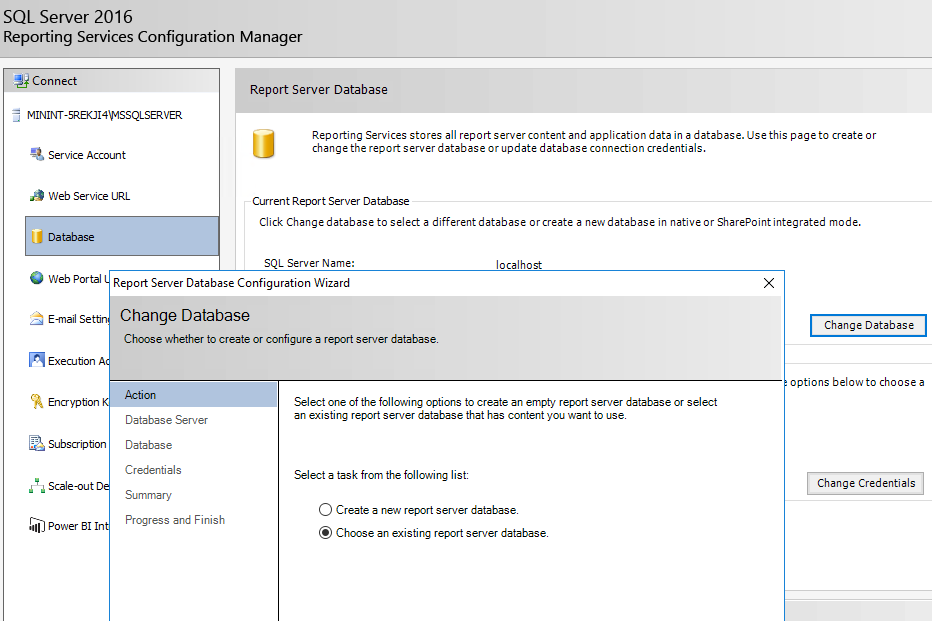 SQL Server 2016
Reporting Services Configuration Manager
Connect
MININT-5REKJI4\MSSQLSERVER
Service Account
Web Service URL
Database
Web Portal U
E-mail Settin
Execution Ac
Encryption K
Subscription
Scale-out De
Power BI Int
Report Server Database
Reporting Services stores all report server content and application data in a database. Use this page to create or
change the report server database or update database connection credentials.
Current Report Server Database
Click Change database to select a different database or create a new database in native or SharePoint integrated mode.
SQL Server Name:
localhost
Change Database
e options below to choose a
Change Credentials
Report Server Database Configuration Wizard
Change Database
Choose whether to create or configure a report server database.
Action
Database Server
Database
Credentials
Summary
Progress and Finish
Select one of the following options to create an empty report server database or select
an existing report server database that has content you want to use.
Select a task from the following list:
Create a new report server database.
Choose an existing report server database.